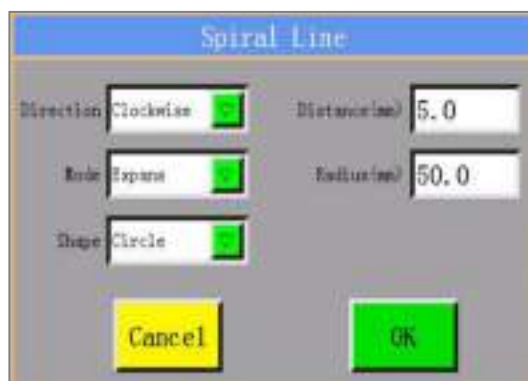 Spiral Line
Direction Clockwise Distance(mm) 5.0
Mode Expans Radius(mm) 50.0
Shape Circle
Cancel OK